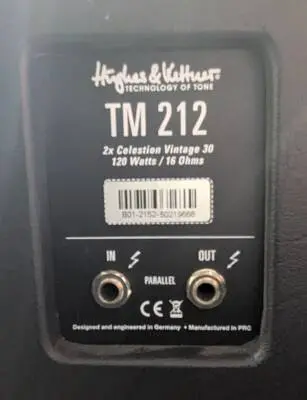 Hughes & Kettner
TECHNOLOGY OF TONE
TM 212
2x Celestion Vintage 30
120 Watts / 16 Ohms
B01-2152-50219668
IN
OUT
PARALLEL
CE
Designed and engineered in Germany • Manufactured in PRC